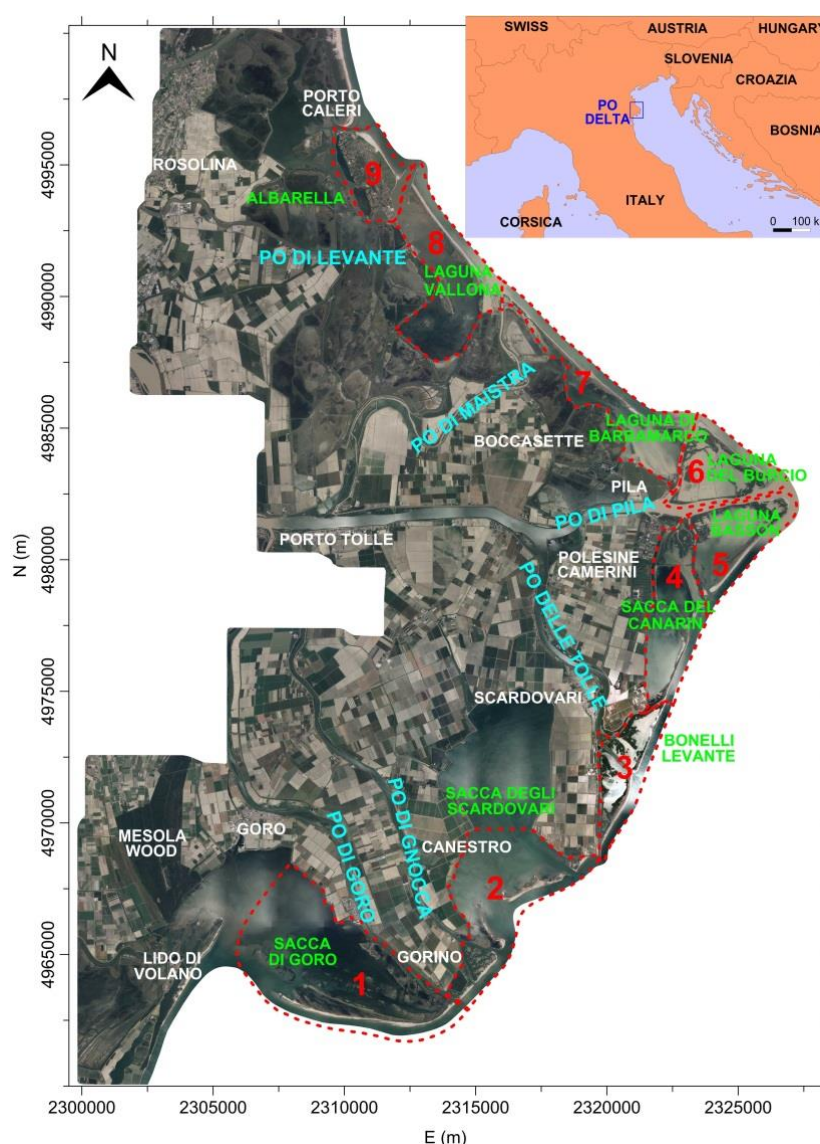 SWISS
AUSTRIA
HUNGARY
SLOVENIA
CROAZIA
PO
DELTA
BOSNIA
ITALY
CORSICA
0 100 k
N
PORTO
CALERI
ROSOLINA
9
ALBARELLA
8
PO DI LEVANTE
LAGUNA
VALLONA
7
PO DI MAISTRA
BOCCASETTE
LAGUNA DI
BARBAMARCO
6
LAGUNA
DEL BURCIO
PILA
PO DI PILA
LAGUNA
BASSON
PORTO TOLLE
POLESINE
CAMERINI
4
5
PO DELLE TOLLE
SACCA DEL
CANARIN
SCARDOVARI
BONELLI
LEVANTE
3
SACCA DEGLI
SCARDOVARI
MESOLA
WOOD
GORO
PO DI GORO
PO DI GNOCCA
CANESTRO
2
LIDO DI
VOLANO
SACCA
DI GORO
1
GORINO
4995000
4990000
4985000
4980000
4975000
4970000
4965000
N (m)
2300000 2305000 2310000 2315000 2320000 2325000
E (m)